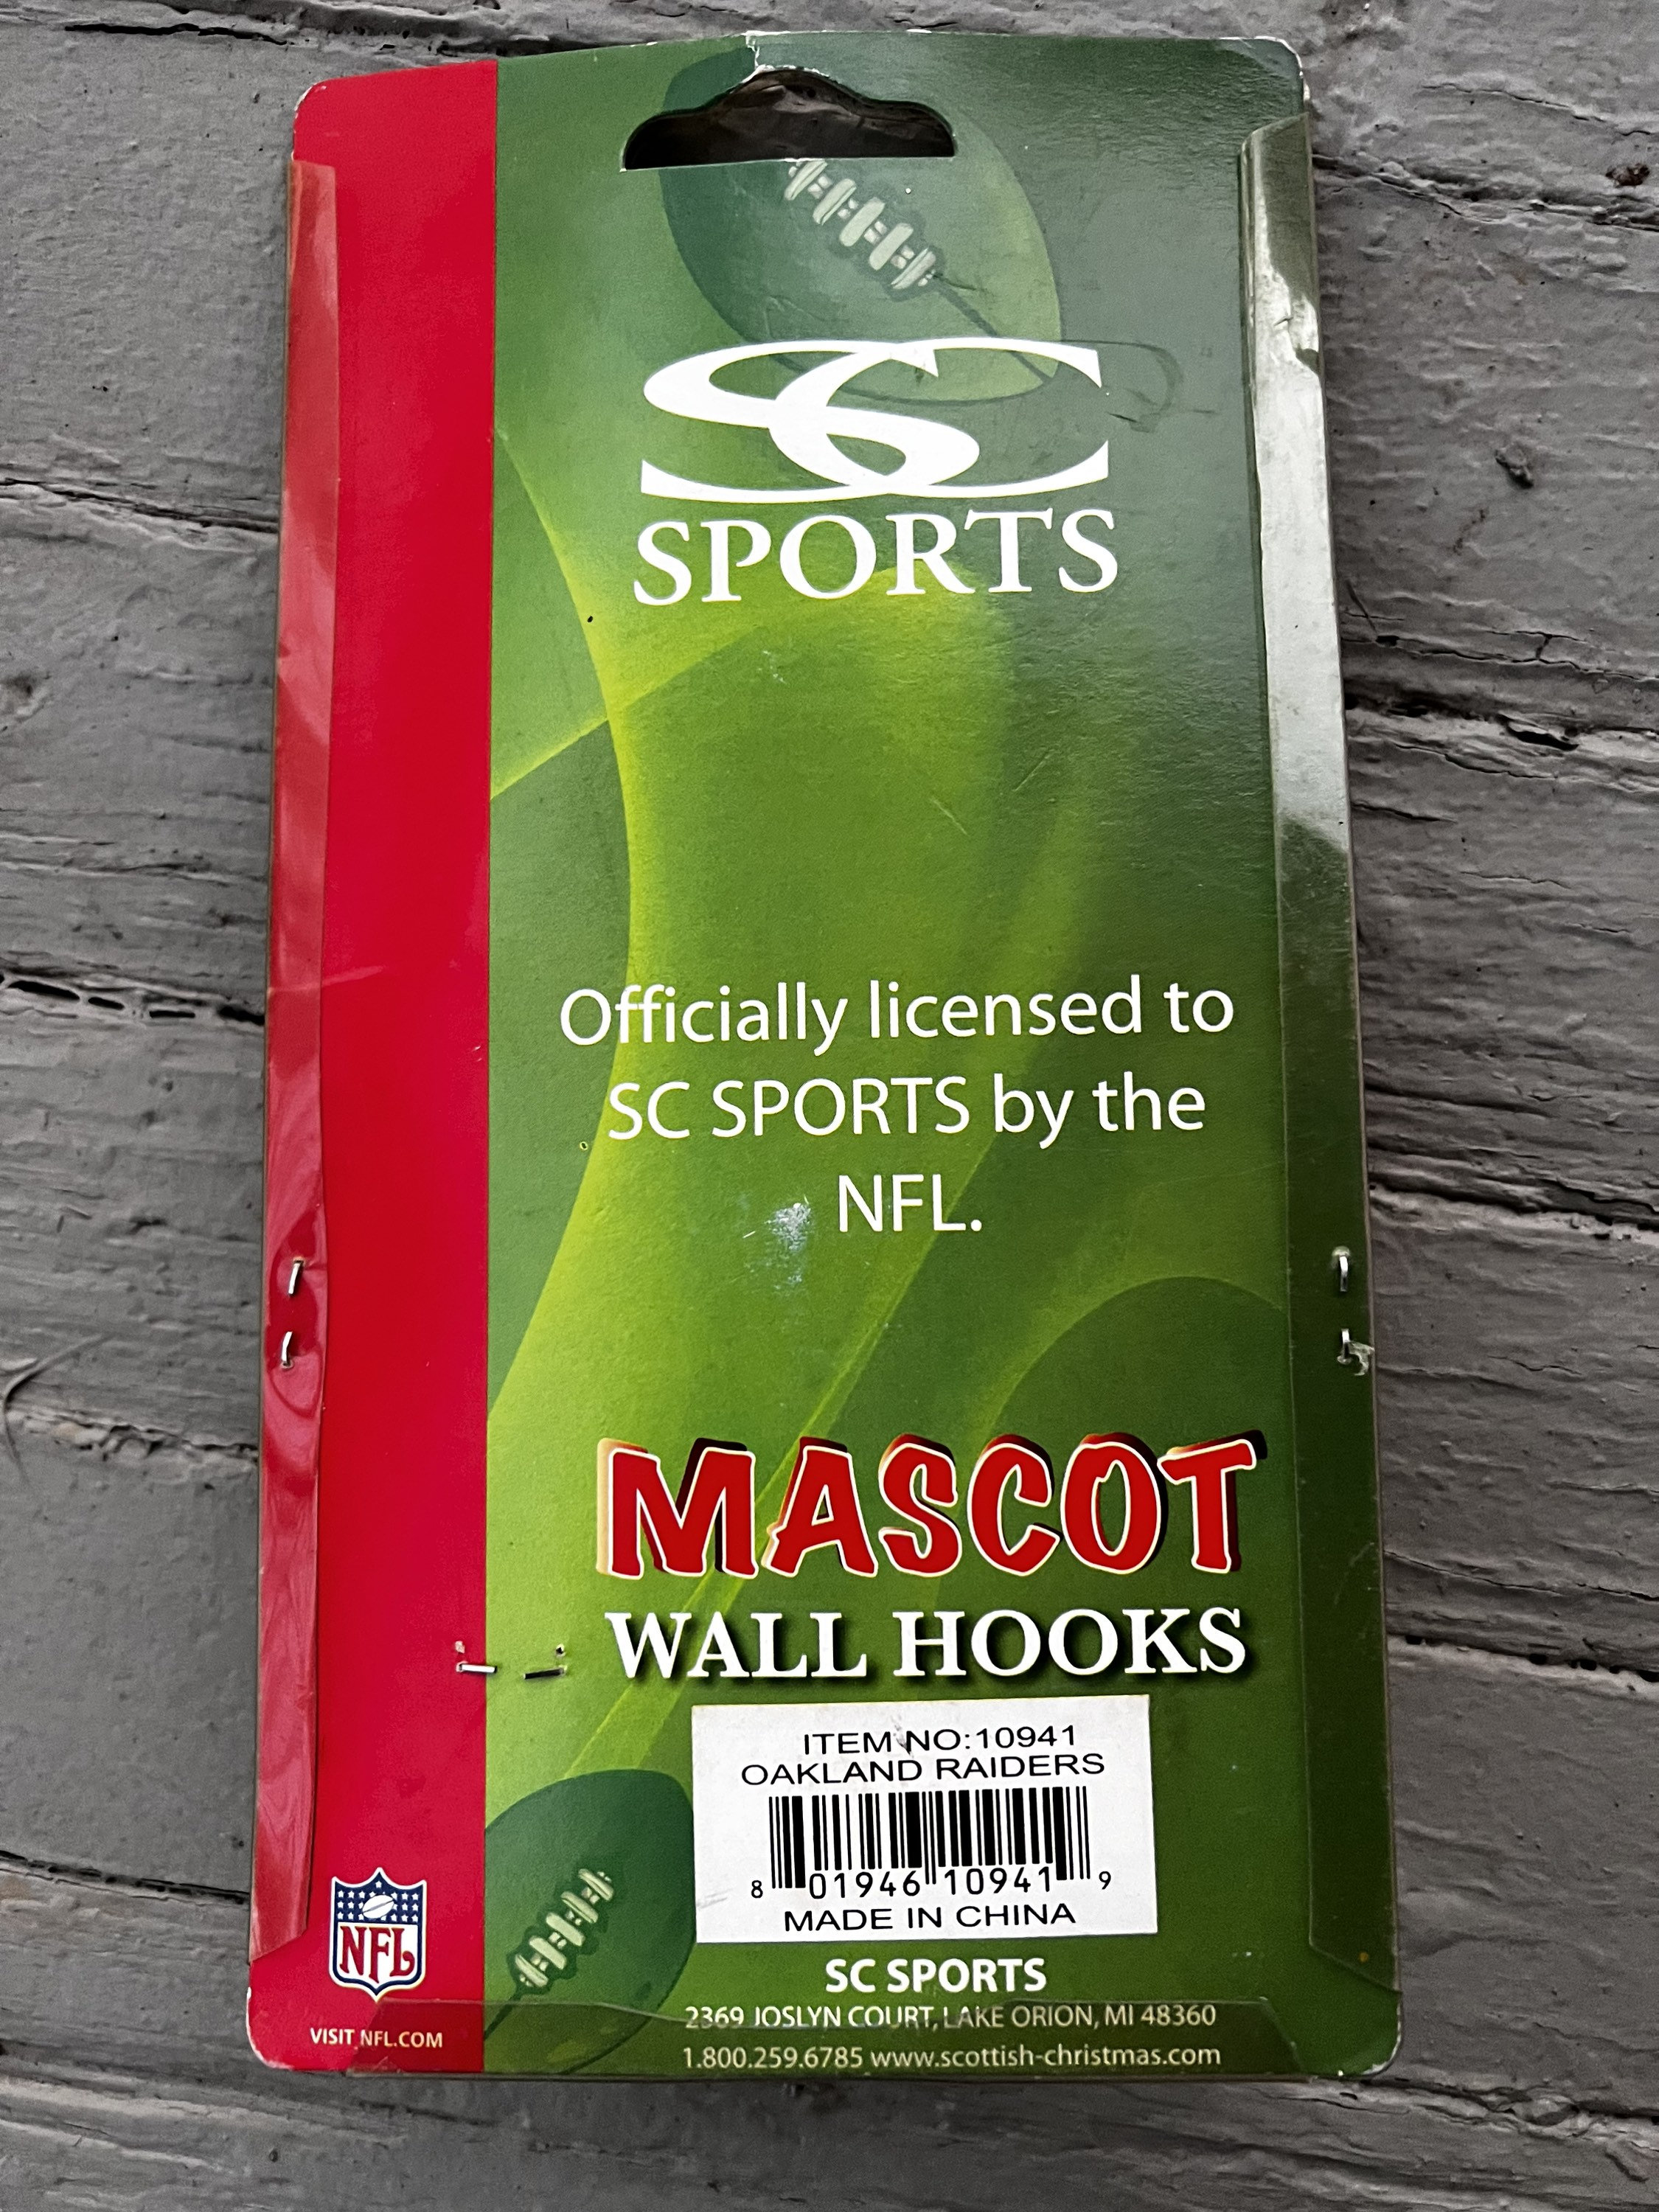 SC
SPORTS
Officially licensed to
SC SPORTS by the
NFL.
MASCOT
WALL HOOKS
ITEM NO:10941
OAKLAND RAIDERS
8 01946 10941 9
MADE IN CHINA
NFL
VISIT NFL.COM
SC SPORTS
2369 JOSLYN COURT, LAKE ORION, MI 48360
1.800.259.6785 www.scottish-christmas.com